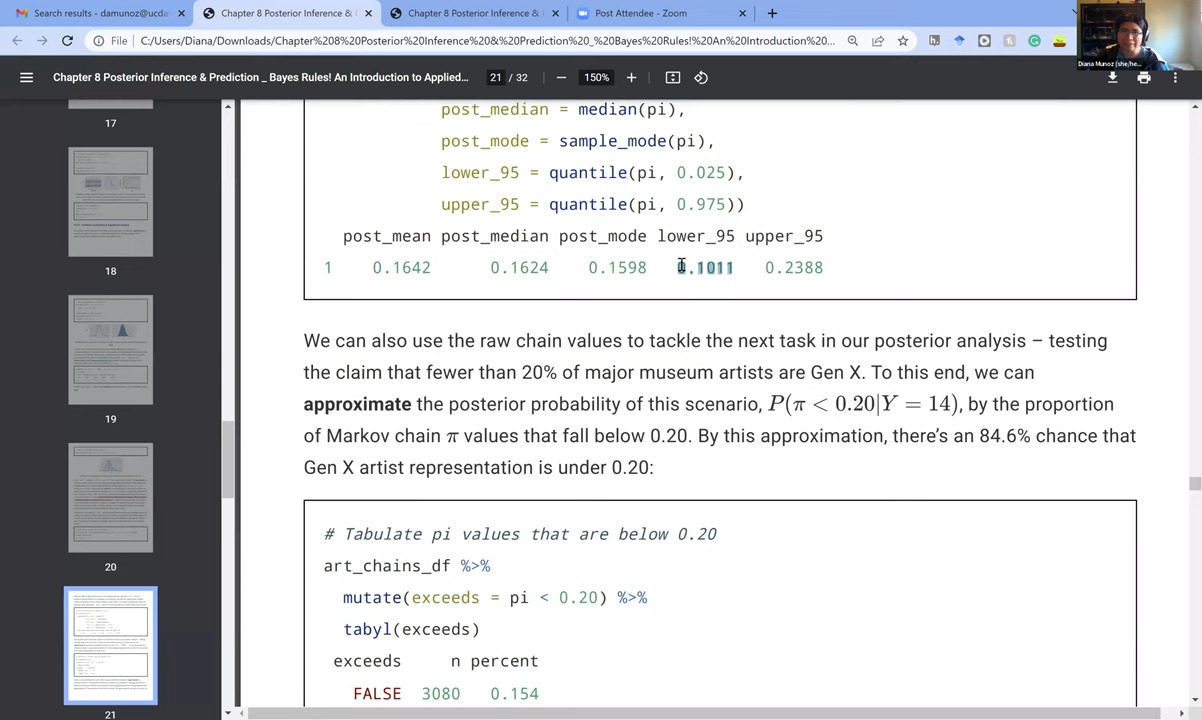 Search results - damunoz@ucda
Chapter 8 Posterior Inference &
Chapter 8 Posterior Inference &
Post Attendee - Zoom
File
C:/Users/Diana/Downloads/Chapter%208%20Posterior%20Inference%20&%20Prediction%20_%20Bayes%20Rules!%20An%20Introduction%20...
Diana Munoz (she/he...
Chapter 8 Posterior Inference & Prediction _ Bayes Rules! An Introduction to Applied...
21 / 32
150%
17
18
19
20
21
post_median = median(pi),
post_mode = sample_mode(pi),
lower_95 = quantile(pi, 0.025),
upper_95 = quantile(pi, 0.975))
post_mean post_median post_mode lower_95 upper_95
1 0.1642 0.1624 0.1598 0.1011 0.2388
We can also use the raw chain values to tackle the next task in our posterior analysis – testing
the claim that fewer than 20% of major museum artists are Gen X. To this end, we can
approximate the posterior probability of this scenario, P(π < 0.20|Y = 14), by the proportion
of Markov chain π values that fall below 0.20. By this approximation, there's an 84.6% chance that
Gen X artist representation is under 0.20:
# Tabulate pi values that are below 0.20
art_chains_df %>%
mutate(exceeds = pi < 0.20) %>%
tabyl(exceeds)
exceeds n percent
FALSE 3080 0.154